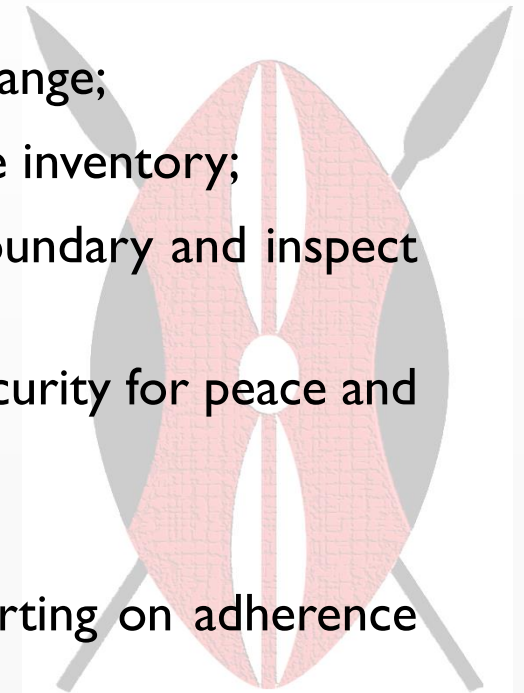 ange;
e inventory;
oundary and inspect
curity for peace and
rting on adherence